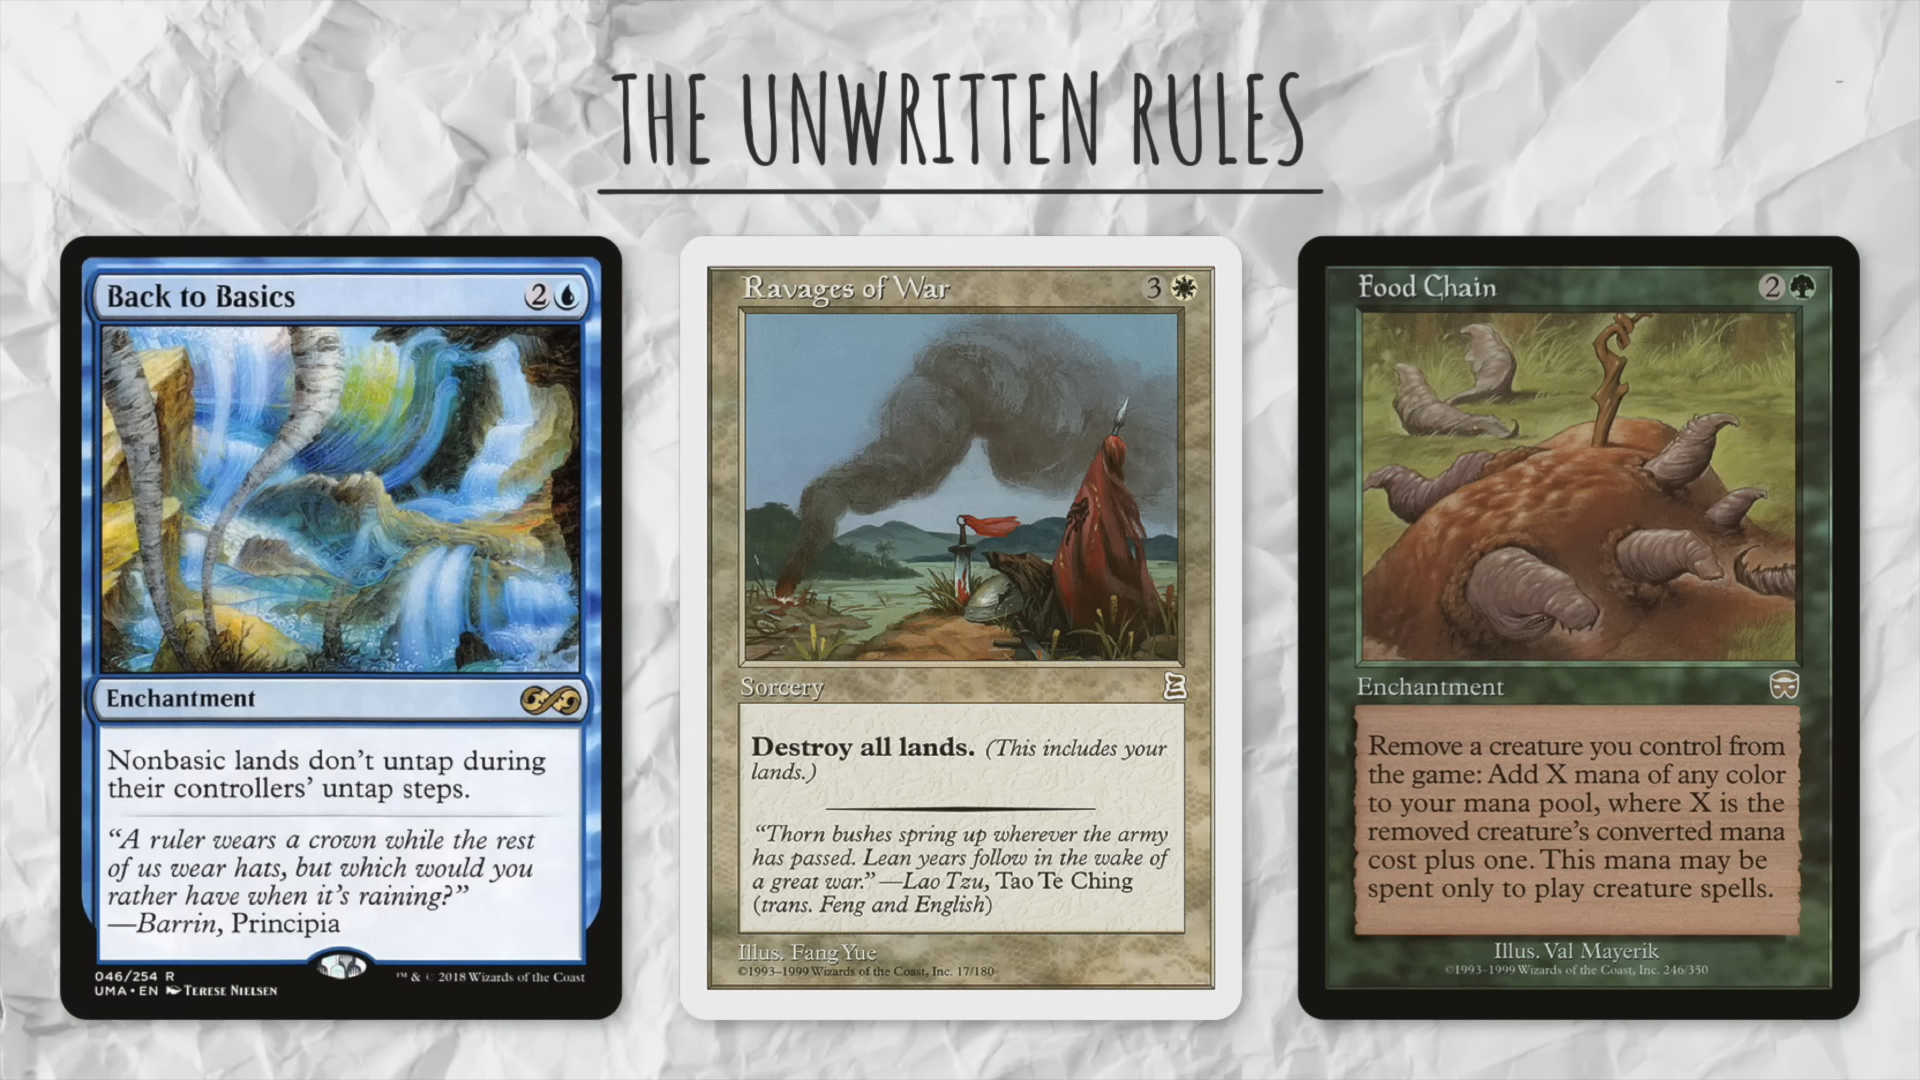 THE UNWRITTEN RULES
Back to Basics 2
Enchantment
Nonbasic lands don't untap during
their controllers' untap steps.
"A ruler wears a crown while the rest
of us wear hats, but which would you
rather have when it's raining?"
—Barrin, Principia
046/254 R
UMA • EN TERESE NIELSEN
™ & © 2018 Wizards of the Coast
Ravages of War 3
Sorcery
Destroy all lands. (This includes your
lands.)
"Thorn bushes spring up wherever the army
has passed. Lean years follow in the wake of
a great war."—Lao Tzu, Tao Te Ching
(trans. Feng and English)
Illus. Fang Yue
©1993–1999 Wizards of the Coast, Inc. 17/180
Food Chain 2
Enchantment
Remove a creature you control from
the game: Add X mana of any color
to your mana pool, where X is the
removed creature's converted mana
cost plus one. This mana may be
spent only to play creature spells.
Illus. Val Mayerik
©1993–1999 Wizards of the Coast, Inc. 246/350